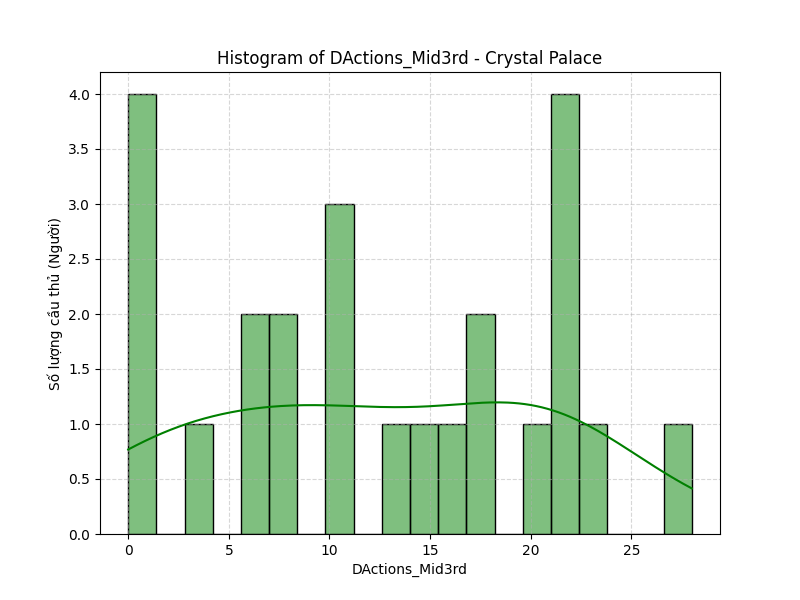 Histogram of DActions_Mid3rd - Crystal Palace
Số lượng cầu thủ (Người)
4.0
3.5
3.0
2.5
2.0
1.5
1.0
0.5
0.0
0 5 10 15 20 25
DActions_Mid3rd